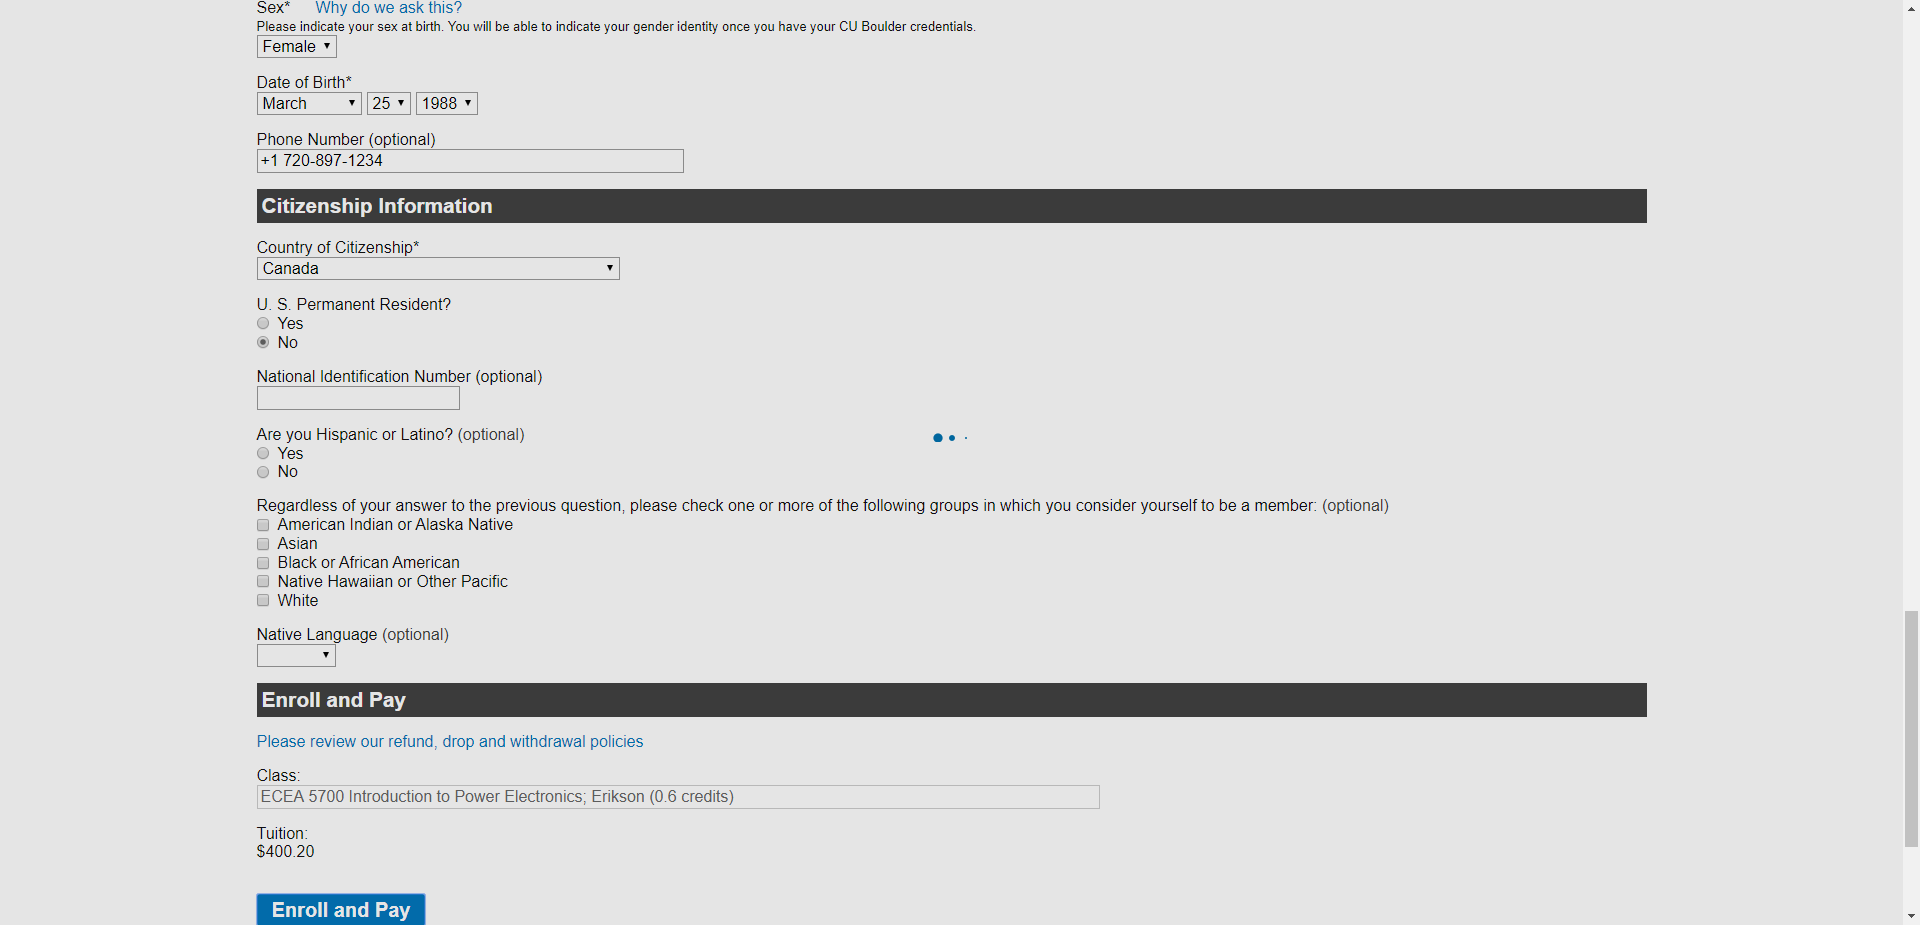 Sex* Why do we ask this?
Please indicate your sex at birth. You will be able to indicate your gender identity once you have your CU Boulder credentials.
Female
Date of Birth*
March 25 1988
Phone Number (optional)
+1 720-897-1234
Citizenship Information
Country of Citizenship*
Canada
U. S. Permanent Resident?
Yes
No
National Identification Number (optional)
Are you Hispanic or Latino? (optional)
Yes
No
Regardless of your answer to the previous question, please check one or more of the following groups in which you consider yourself to be a member: (optional)
American Indian or Alaska Native
Asian
Black or African American
Native Hawaiian or Other Pacific
White
Native Language (optional)
Enroll and Pay
Please review our refund, drop and withdrawal policies
Class:
ECEA 5700 Introduction to Power Electronics; Erikson (0.6 credits)
Tuition:
$400.20
Enroll and Pay